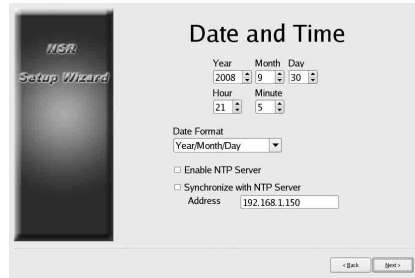 NSR
Setup Wizard
Date and Time
Year Month Day
2008 9 30
Hour Minute
21 5
Date Format
Year/Month/Day
Enable NTP Server
Synchronize with NTP Server
Address 192.168.1.150
< Back Next >